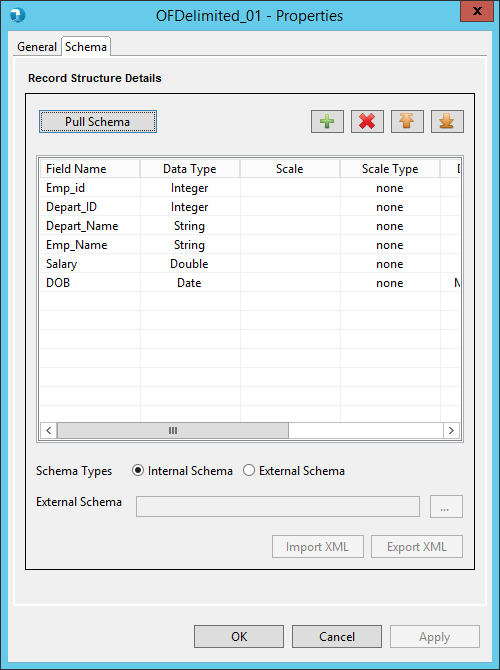 OFDelimited_01 - Properties
General Schema
Record Structure Details
Pull Schema
Field Name Data Type Scale Scale Type
Emp_id Integer none
Depart_ID Integer none
Depart_Name String none
Emp_Name String none
Salary Double none
DOB Date none
Schema Types Internal Schema External Schema
External Schema ...
Import XML Export XML
OK Cancel Apply